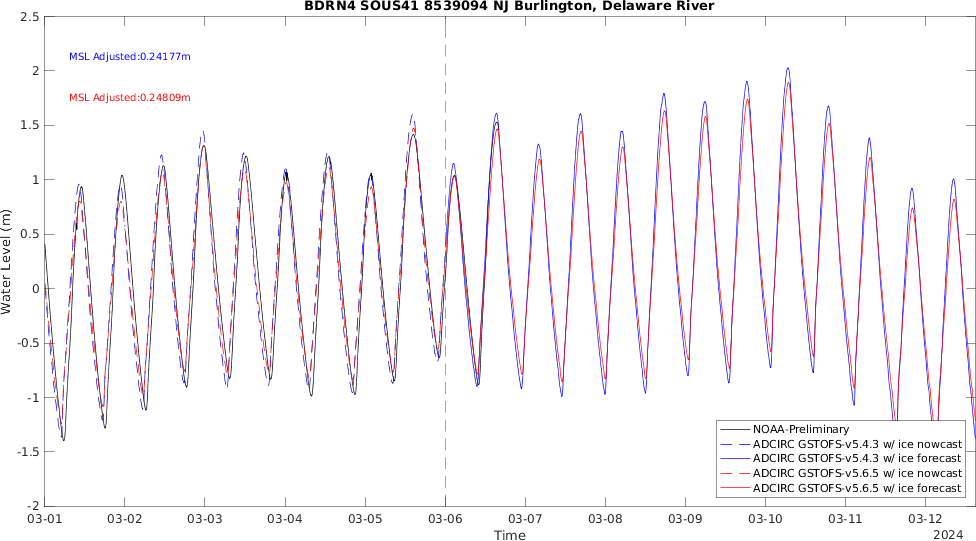 BDRN4 SOUS41 8539094 NJ Burlington, Delaware River
2.5
2
1.5
1
0.5
0
-0.5
-1
-1.5
-2
Water Level (m)
MSL Adjusted:0.24177m
MSL Adjusted:0.24809m
NOAA-Preliminary
ADCIRC GSTOFS-v5.4.3 w/ ice nowcast
ADCIRC GSTOFS-v5.4.3 w/ ice forecast
ADCIRC GSTOFS-v5.6.5 w/ ice nowcast
ADCIRC GSTOFS-v5.6.5 w/ ice forecast
03-01 03-02 03-03 03-04 03-05 03-06 03-07 03-08 03-09 03-10 03-11 03-12
Time
2024